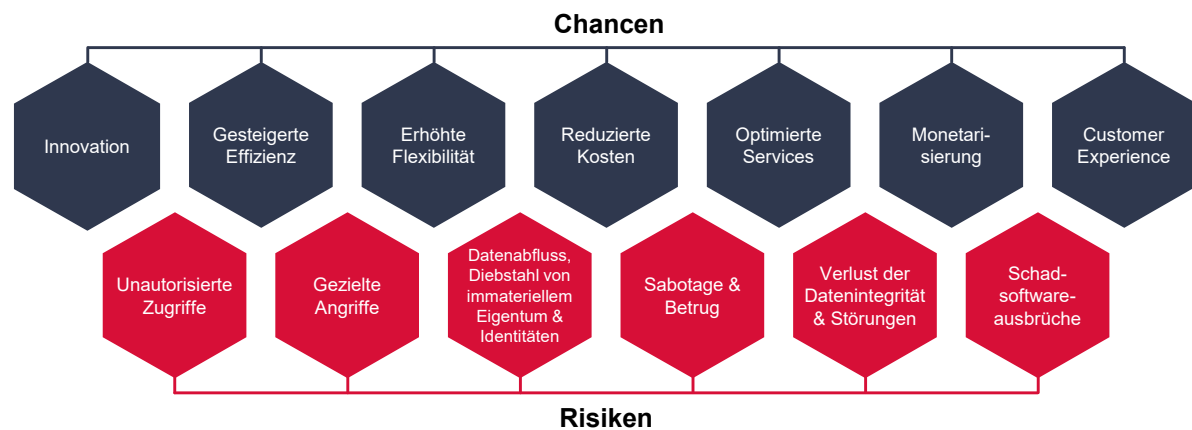 Chancen
Innovation
Gesteigerte
Effizienz
Erhöhte
Flexibilität
Reduzierte
Kosten
Optimierte
Services
Monetari-
sierung
Customer
Experience
Unautorisierte
Zugriffe
Gezielte
Angriffe
Datenabfluss,
Diebstahl von
immateriellem
Eigentum &
Identitäten
Sabotage &
Betrug
Verlust der
Datenintegrität
& Störungen
Schad-
software-
ausbrüche
Risiken